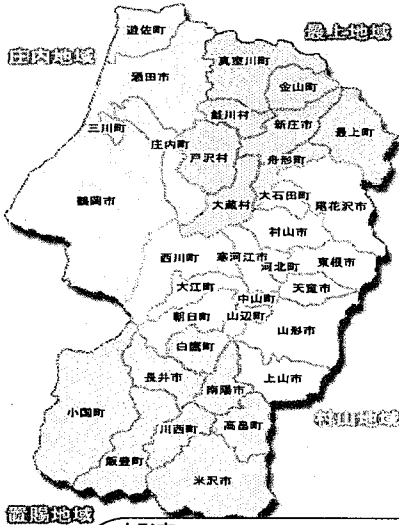 遊佐町
最上地域
庄内地域
真室川町
酒田市
金山町
鮭川村
新庄市
三川町
最上町
庄内町
戸沢村
舟形町
鶴岡市
大蔵村
大石田町
尾花沢市
村山市
西川町
寒河江市
河北町
東根市
大江町
天童市
中山町
朝日町
山辺町
山形市
白鷹町
長井市
上山市
南陽市
小国町
村山地域
川西町
高畠町
飯豊町
米沢市
置賜地域